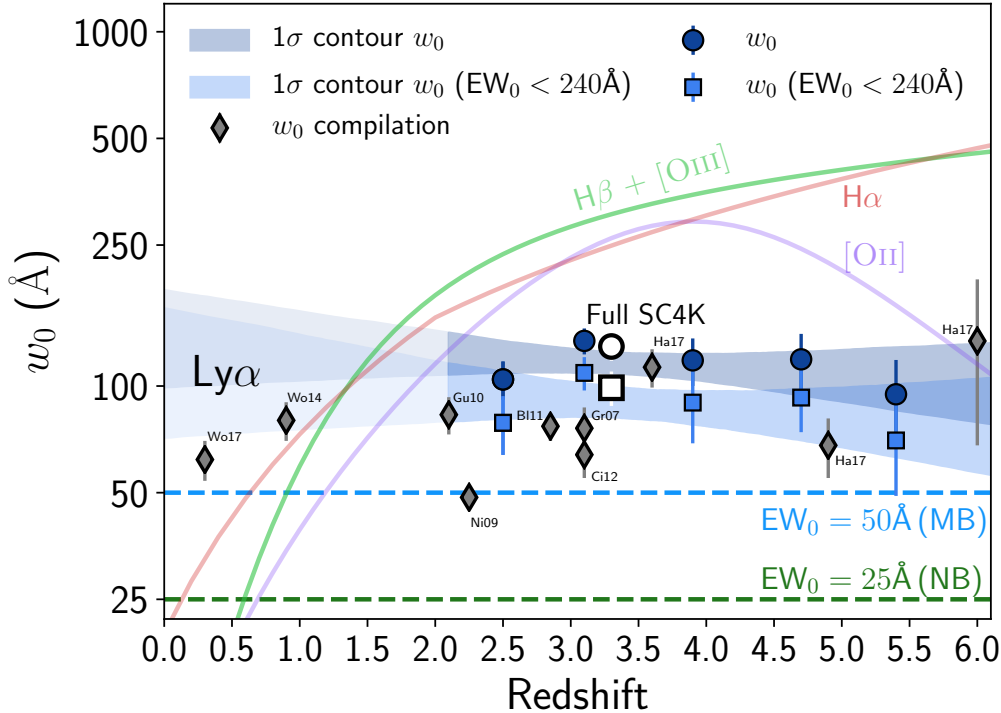 1000
500
250
100
50
25
w₀ (Å)
1σ contour w₀
1σ contour w₀ (EW₀ < 240Å)
w₀ compilation
w₀
w₀ (EW₀ < 240Å)
Hβ + [OIII]
Hα
[OII]
Full SC4K
Lyα
Wo17
Wo14
Gu10
Ni09
Bl11
Gr07
Ci12
Ha17
Ha17
Ha17
EW₀ = 50Å (MB)
EW₀ = 25Å (NB)
0.0 0.5 1.0 1.5 2.0 2.5 3.0 3.5 4.0 4.5 5.0 5.5 6.0
Redshift